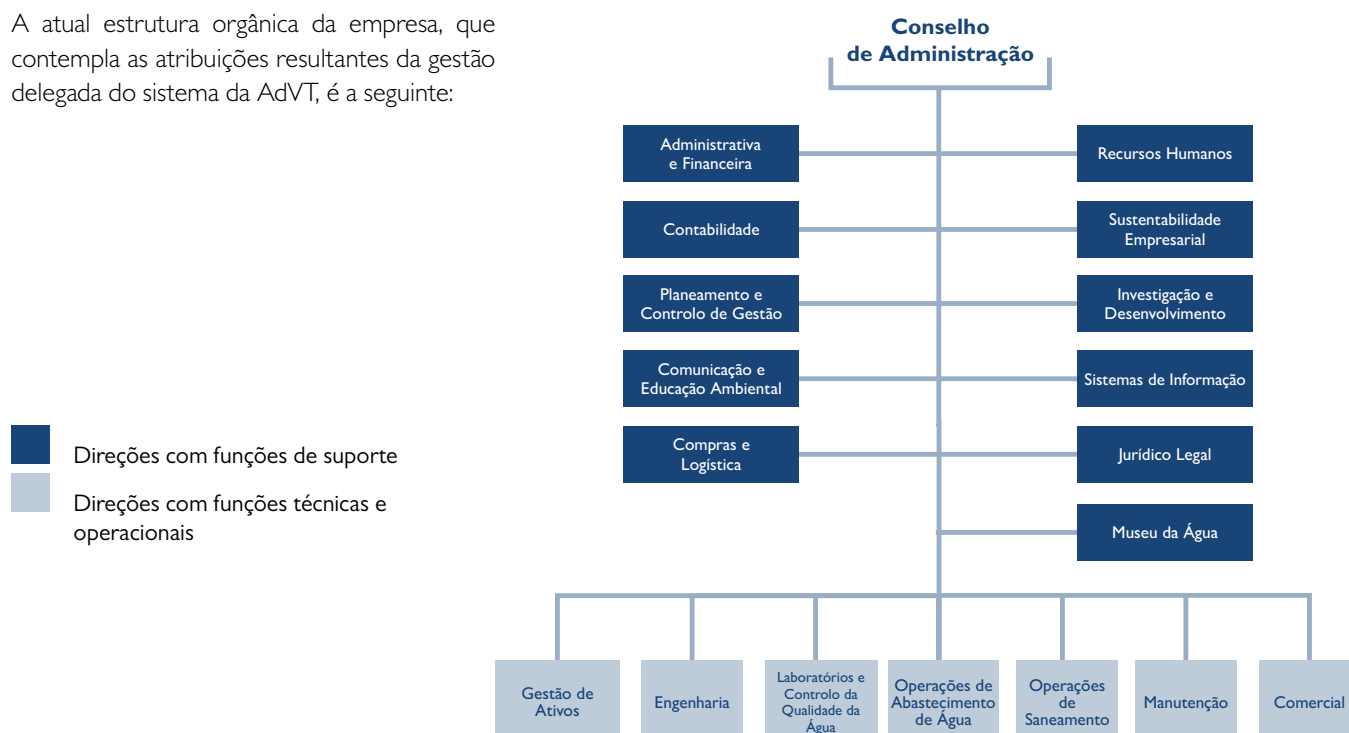 A atual estrutura orgânica da empresa, que
contempla as atribuições resultantes da gestão
delegada do sistema da AdVT, é a seguinte:
Conselho
de Administração
Administrativa
e Financeira
Recursos Humanos
Contabilidade
Sustentabilidade
Empresarial
Planeamento e
Controlo de Gestão
Investigação e
Desenvolvimento
Comunicação e
Educação Ambiental
Sistemas de Informação
Compras e
Logística
Jurídico Legal
Museu da Água
Direções com funções de suporte
Direções com funções técnicas e
operacionais
Gestão de
Ativos
Engenharia
Laboratórios e
Controlo da
Qualidade da
Água
Operações de
Abastecimento
de Água
Operações
de
Saneamento
Manutenção
Comercial